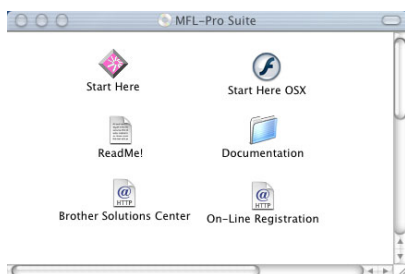 MFL-Pro Suite
Start Here
Start Here OSX
ReadMe!
Documentation
@
HTTP
@
HTTP
Brother Solutions Center
On-Line Registration